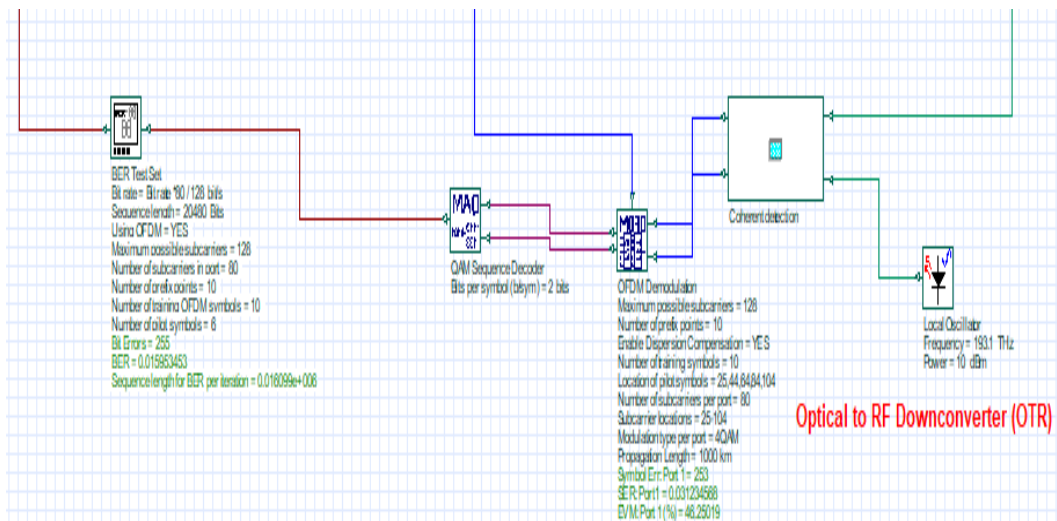 BER Test Set
Bit rate = Bit rate *80 / 128 bit/s
Sequence length = 20480 Bits
Using OFDM = YES
Maximum possible subcarriers = 128
Number of subcarriers in port = 80
Number of prefix points = 10
Number of training OFDM symbols = 10
Number of pilot symbols = 6
Bit Errors = 255
BER = 0.015953453
Sequence length for BER per iteration = 0.016099e+006
QAM Sequence Decoder
Bits per symbol (b/sym) = 2 bits
OFDM Demodulation
Maximum possible subcarriers = 128
Number of prefix points = 10
Enable Dispersion Compensation = YES
Number of training symbols = 10
Location of pilot symbols = 25,44,64,84,104
Number of subcarriers per port = 80
Subcarrier locations = 25-104
Modulation type per port = 4QAM
Propagation Length = 1000 km
Symbol Err: Port 1 = 253
SER: Port 1 = 0.031234568
EVM: Port 1 (%) = 46.25019
Coherent detection
Local Oscillator
Frequency = 193.1 THz
Power = 10 dBm
Optical to RF Downconverter (OTR)